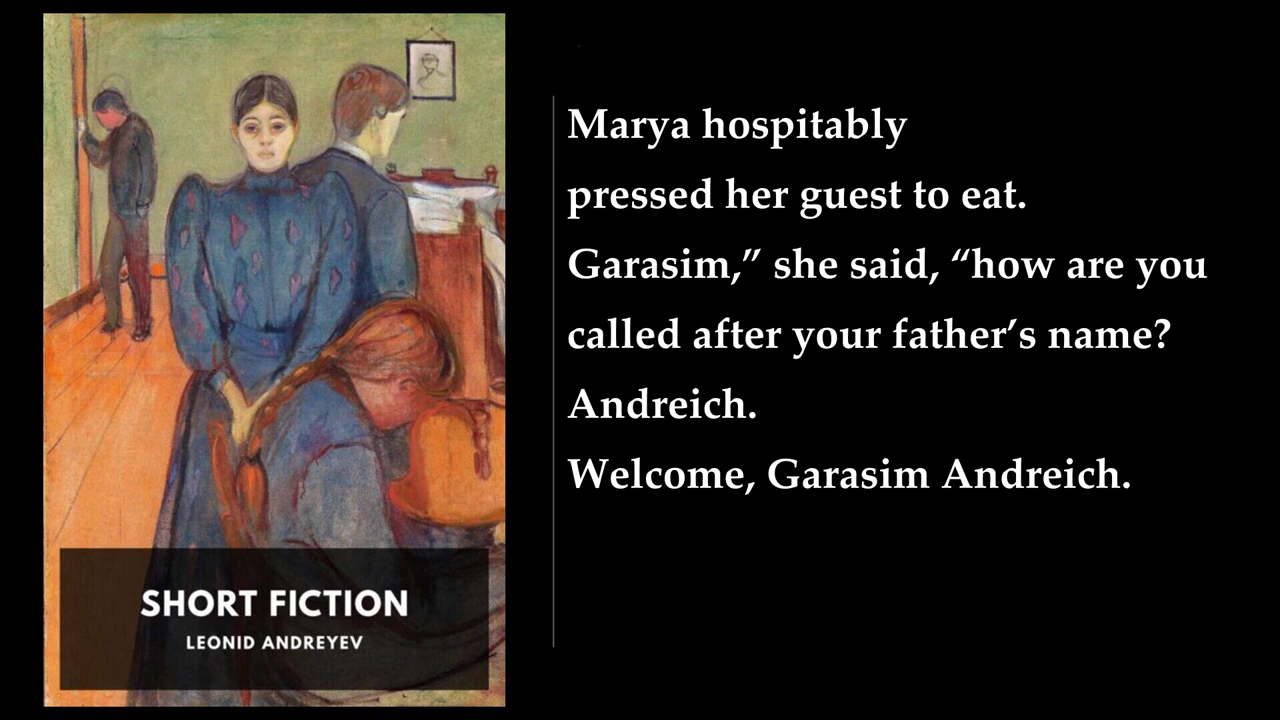 Marya hospitably
pressed her guest to eat.
Garasim,” she said, “how are you
called after your father’s name?
Andreich.
Welcome, Garasim Andreich.
SHORT FICTION
LEONID ANDREYEV